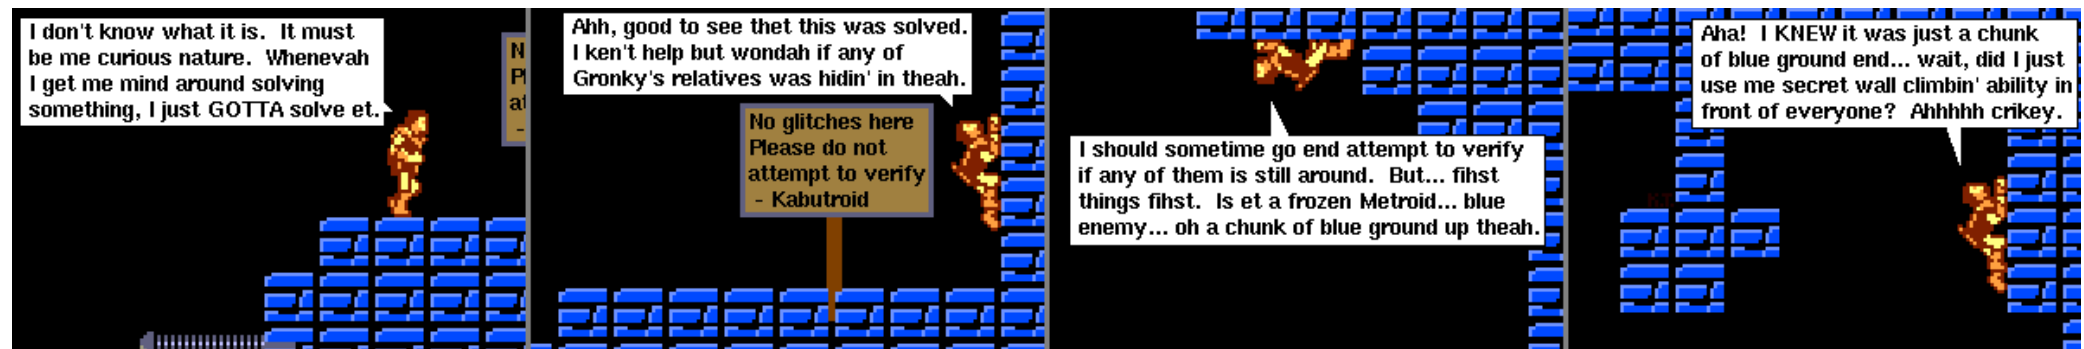 I don't know what it is. It must
be me curious nature. Whenevah
I get me mind around solving
something, I just GOTTA solve et.
N
Pl
at
-
Ahh, good to see thet this was solved.
I ken't help but wondah if any of
Gronky's relatives was hidin' in theah.
No glitches here
Please do not
attempt to verify
- Kabutroid
I should sometime go end attempt to verify
if any of them is still around. But... fihst
things fihst. Is et a frozen Metroid... blue
enemy... oh a chunk of blue ground up theah.
Aha! I KNEW it was just a chunk
of blue ground end... wait, did I just
use me secret wall climbin' ability in
front of everyone? Ahhhhh crikey.